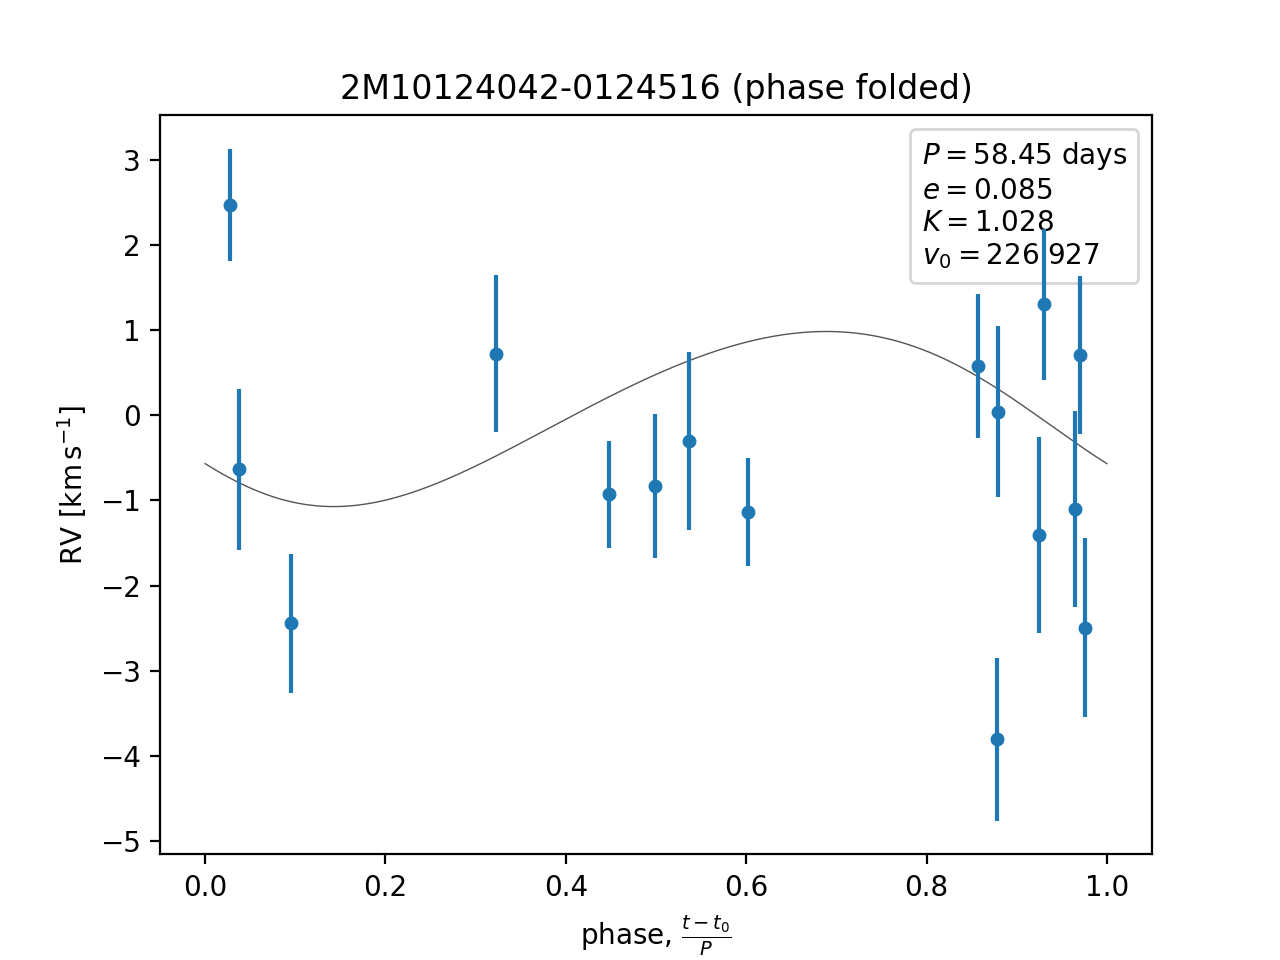 2M10124042-0124516 (phase folded)
P = 58.45 days
e = 0.085
K = 1.028
v₀ = 226.927
3
2
1
0
−1
−2
−3
−4
−5
RV [km s⁻¹]
0.0 0.2 0.4 0.6 0.8 1.0
phase, (t − t₀)/P